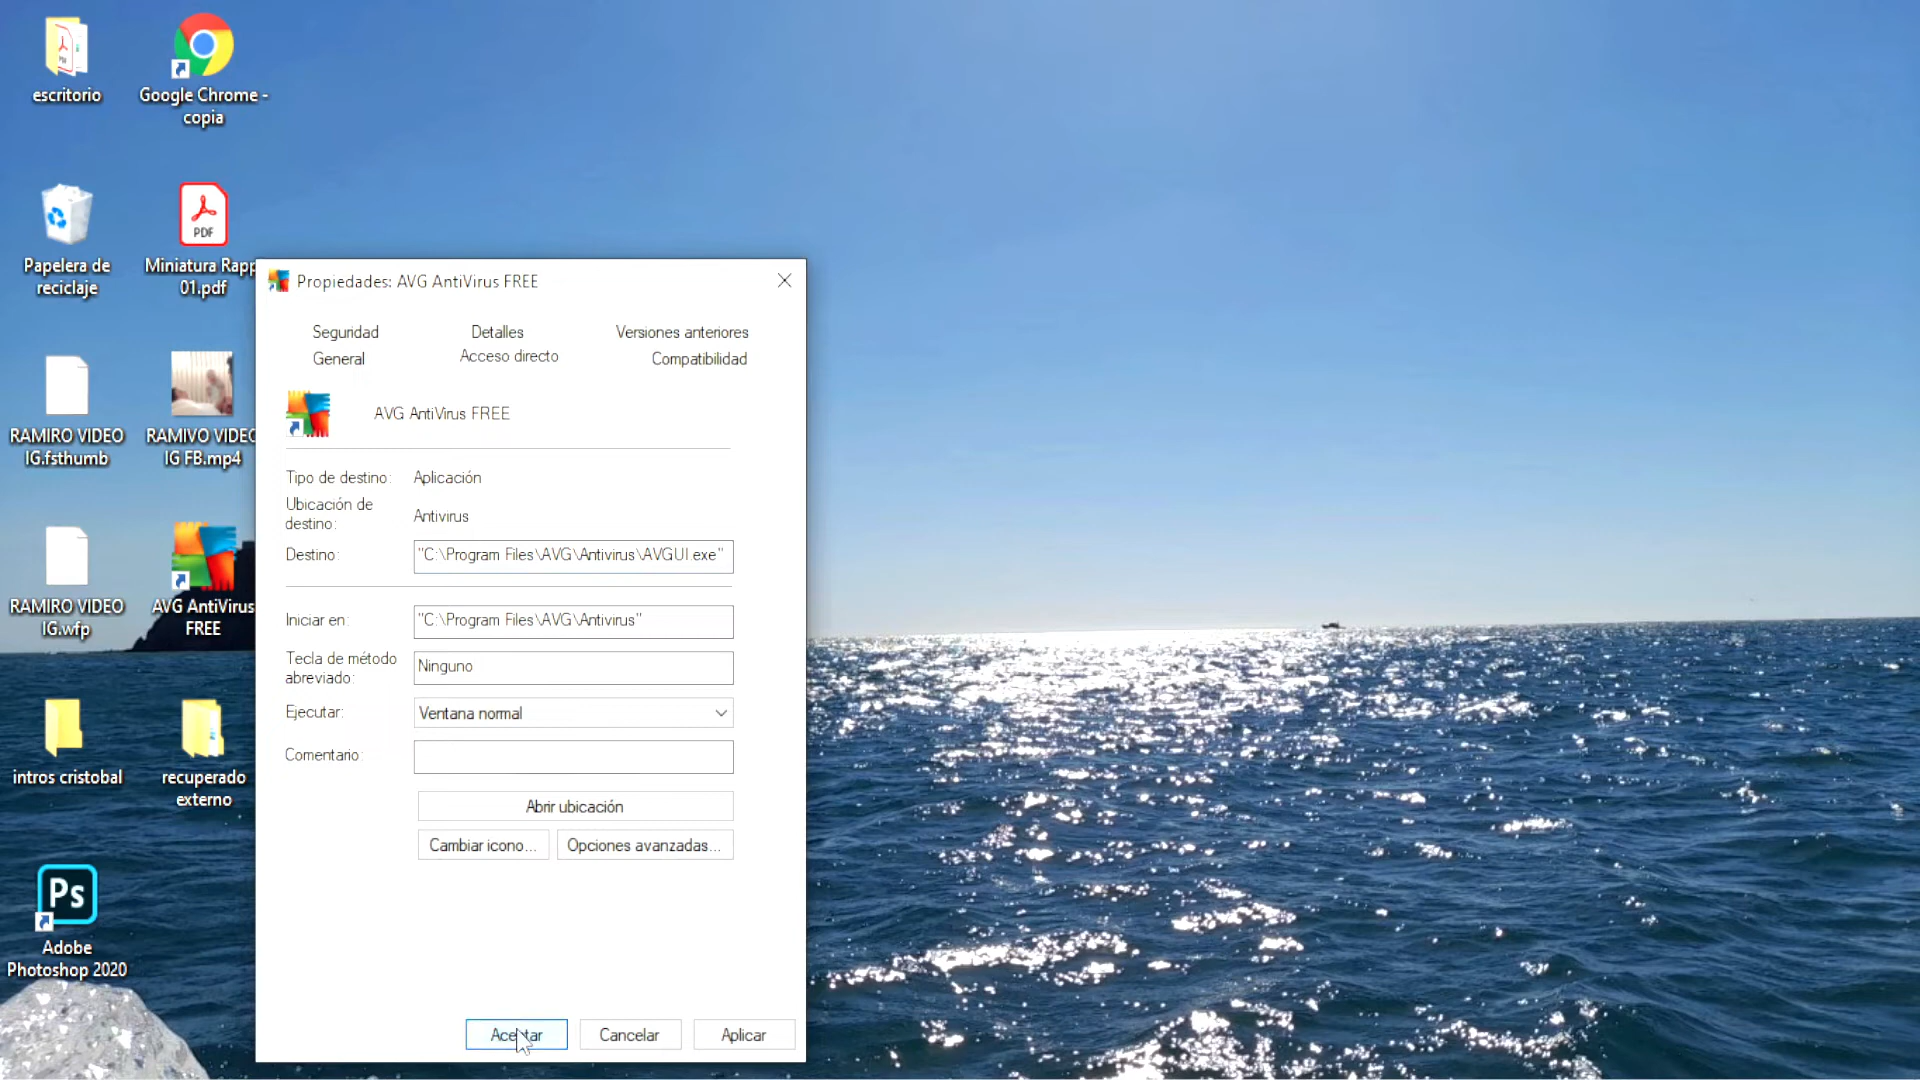 escritorio
Google Chrome -
copia
Papelera de
reciclaje
PDF
Miniatura Rapp
01.pdf
RAMIRO VIDEO
IG.fsthumb
RAMIVO VIDEO
IG FB.mp4
RAMIRO VIDEO
IG.wfp
AVG AntiVirus
FREE
intros cristobal
recuperado
externo
Ps
Adobe
Photoshop 2020
Propiedades: AVG AntiVirus FREE
Seguridad
Detalles
Versiones anteriores
General
Acceso directo
Compatibilidad
AVG AntiVirus FREE
Tipo de destino:
Aplicación
Ubicación de
destino:
Antivirus
Destino:
"C:\Program Files\AVG\Antivirus\AVGUI.exe"
Iniciar en:
"C:\Program Files\AVG\Antivirus"
Tecla de método
abreviado:
Ninguno
Ejecutar:
Ventana normal
Comentario:
Abrir ubicación
Cambiar icono...
Opciones avanzadas...
Aceptar
Cancelar
Aplicar